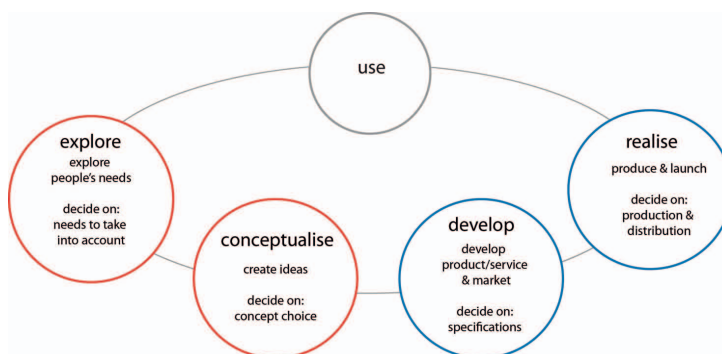 use
explore
explore
people's needs
decide on:
needs to take
into account
conceptualise
create ideas
decide on:
concept choice
develop
develop
product/service
& market
decide on:
specifications
realise
produce & launch
decide on:
production &
distribution